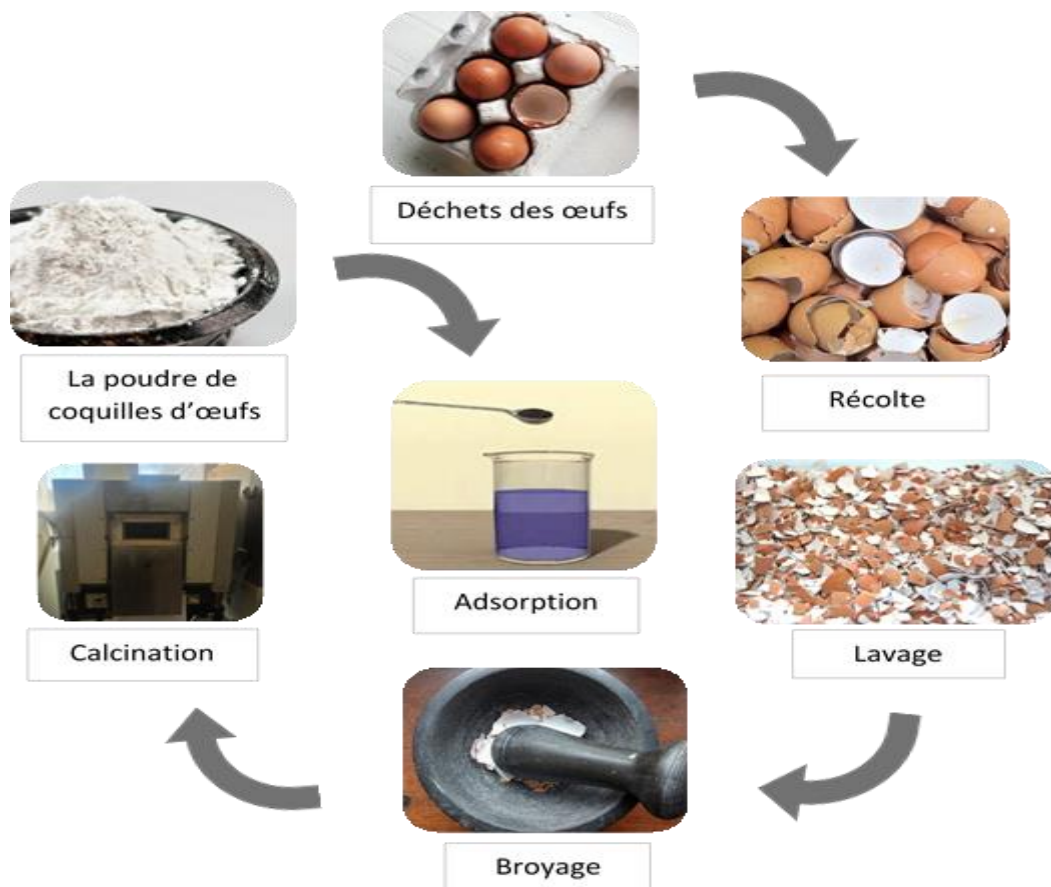 Déchets des œufs
Récolte
Lavage
Broyage
Calcination
La poudre de
coquilles d’œufs
Adsorption